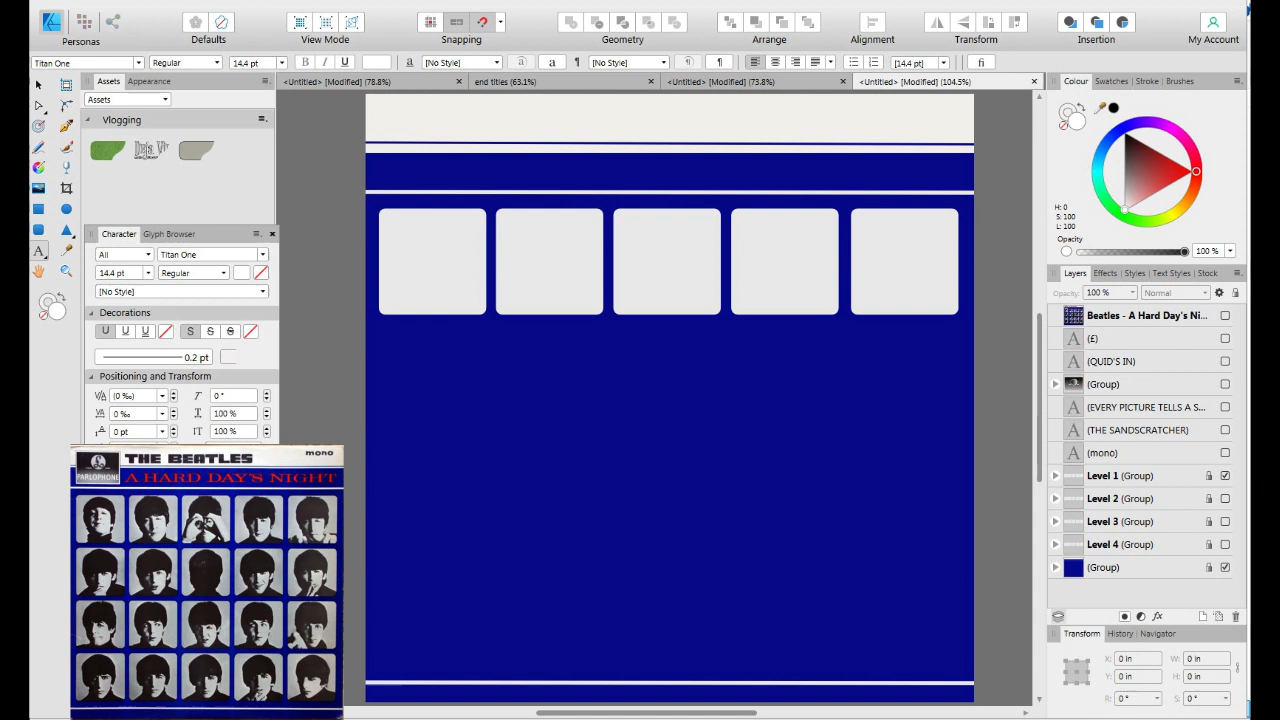 Personas
Defaults
View Mode
Snapping
Geometry
Arrange
Alignment
Transform
Insertion
My Account
Titan One
Regular
14.4 pt
B I U
a
[No Style]
a
a
[No Style]
[14.4 pt]
fi
Assets
Appearance
<Untitled> [Modified] (78.8%)
end titles (63.1%)
<Untitled> [Modified] (73.8%)
<Untitled> [Modified] (104.5%)
Colour
Swatches
Stroke
Brushes
Assets
Vlogging
Deja Vu
H: 0
S: 100
L: 100
Opacity
100 %
Character
Glyph Browser
All
Titan One
14.4 pt
Regular
[No Style]
Decorations
U U U
S S S
0.2 pt
Positioning and Transform
(0 ‰)
0 °
0 ‰
100 %
0 pt
100 %
Layers
Effects
Styles
Text Styles
Stock
Opacity:
100 %
Normal
Beatles - A Hard Day's Ni...
(£)
(QUID'S IN)
(Group)
(EVERY PICTURE TELLS A S...
(THE SANDSCRATCHER)
(mono)
Level 1 (Group)
Level 2 (Group)
Level 3 (Group)
Level 4 (Group)
(Group)
fx
Transform
History
Navigator
X: 0 in
W: 0 in
Y: 0 in
H: 0 in
R: 0 °
S: 0 °
THE BEATLES
mono
PARLOPHONE
A HARD DAY'S NIGHT